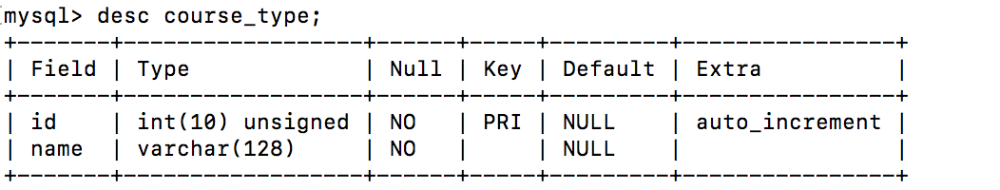 mysql> desc course_type;
+-------+------------------+------+-----+---------+----------------+
| Field | Type             | Null | Key | Default | Extra          |
+-------+------------------+------+-----+---------+----------------+
| id    | int(10) unsigned | NO   | PRI | NULL    | auto_increment |
| name  | varchar(128)     | NO   |     | NULL    |                |
+-------+------------------+------+-----+---------+----------------+